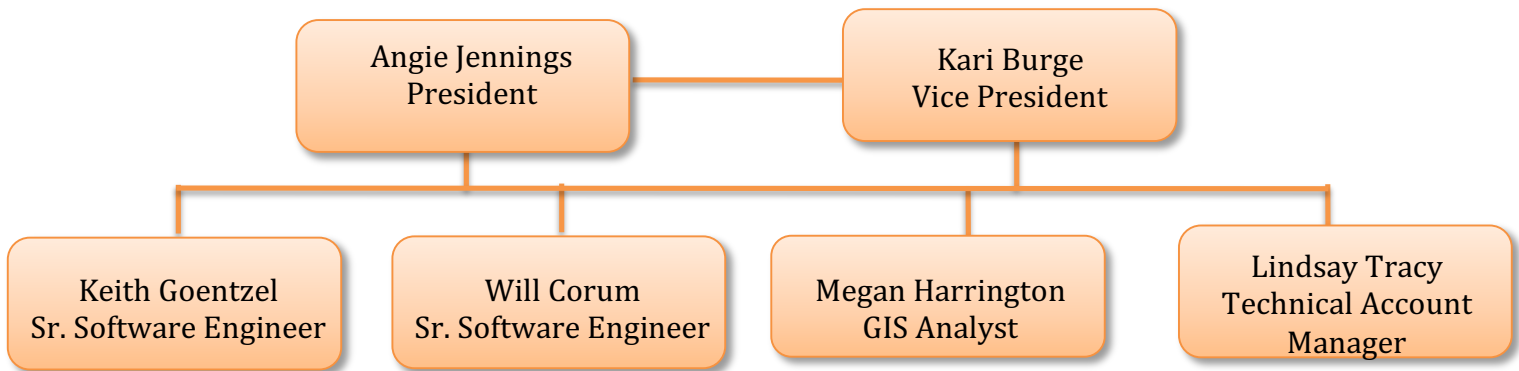 Angie Jennings
President
Kari Burge
Vice President
Keith Goentzel
Sr. Software Engineer
Will Corum
Sr. Software Engineer
Megan Harrington
GIS Analyst
Lindsay Tracy
Technical Account
Manager